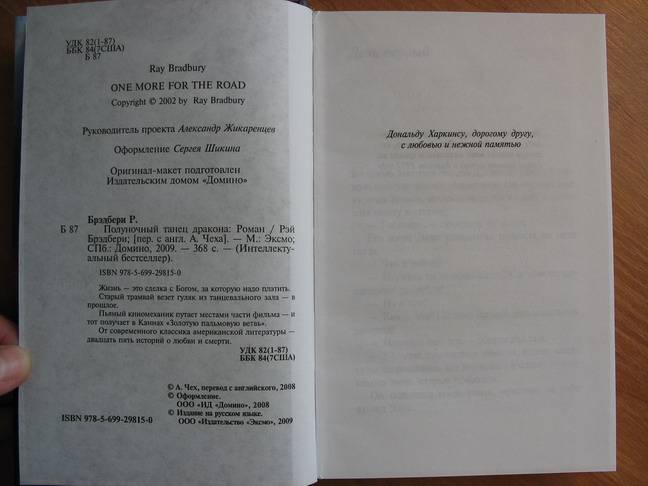 УДК 82(1-87)
ББК 84(7США)
Б 87
Ray Bradbury
ONE MORE FOR THE ROAD
Copyright © 2002 by Ray Bradbury
Руководитель проекта Александр Жикаренцев
Оформление Сергея Шикина
Оригинал-макет подготовлен
Издательским домом «Домино»
Брэдбери Р.
Б 87 Полуночный танец дракона: Роман / Рэй
Брэдбери; [пер. с англ. А. Чеха]. — М.: Эксмо;
СПб.: Домино, 2009. — 368 с. — (Интеллекту-
альный бестселлер).
ISBN 978-5-699-29815-0
Жизнь — это сделка с Богом, за которую надо платить.
Старый трамвай везет гуляк из танцевального зала — в
прошлое.
Пьяный киномеханик путает местами части фильма — и
тот получает в Каннах «Золотую пальмовую ветвь».
От современного классика американской литературы —
двадцать пять историй о любви и смерти.
УДК 82(1-87)
ББК 84(7США)
© А. Чех, перевод с английского, 2008
© Оформление.
ООО «ИД «Домино», 2008
© Издание на русском языке.
ISBN 978-5-699-29815-0 ООО «Издательство «Эксмо», 2009
Дональду Харкинсу, дорогому другу,
с любовью и нежной памятью